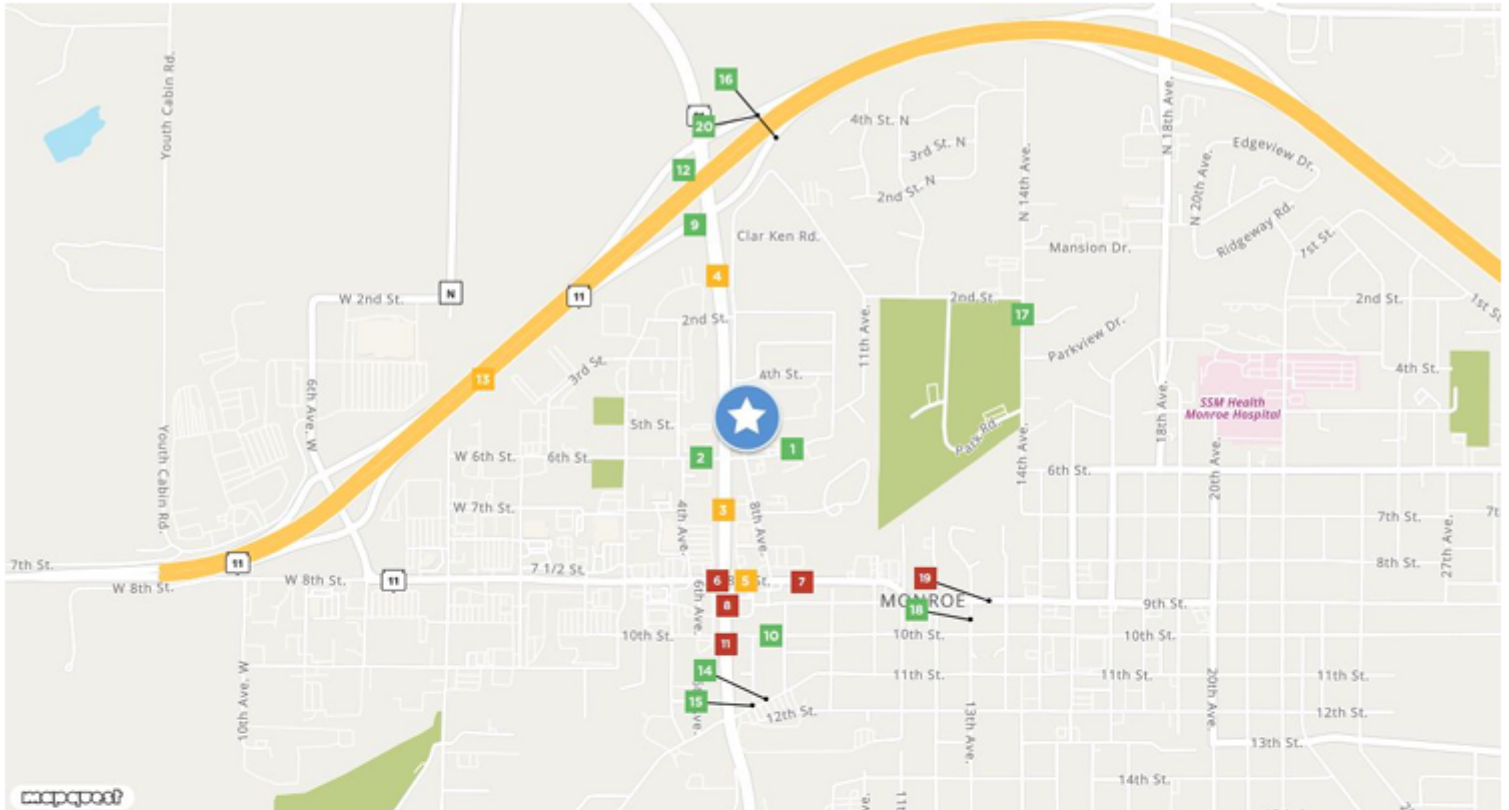 Youth Cabin Rd.
16
20
12
9
4
4th St. N
3rd St. N
2nd St. N
N 14th Ave.
N 18th Ave.
Edgeview Dr.
N 20th Ave.
Ridgeway Rd.
1st St.
Mansion Dr.
Clar Ken Rd.
N
W 2nd St.
11
2nd St.
2nd St.
17
2nd St.
1st St.
Parkview Dr.
11th Ave.
13
3rd St.
4th St.
4th St.
6th Ave. W
SSM Health
Monroe Hospital
18th Ave.
Youth Cabin Rd.
5th St.
Park Rd.
14th Ave.
W 6th St.
6th St.
2
1
6th St.
20th Ave.
W 7th St.
4th Ave.
3
8th Ave.
7th St.
27th Ave.
7th St.
11
W 8th St.
W 8th St.
11
7 1/2 St.
6
5
7
19
MONROE
8th St.
6th Ave.
8
18
9th St.
10th St.
11
10
10th St.
10th St.
10th Ave. W
14
11th St.
11th St.
11th St.
15
12th St.
12th St.
13th Ave.
20th Ave.
13th St.
14th St.
mapquest